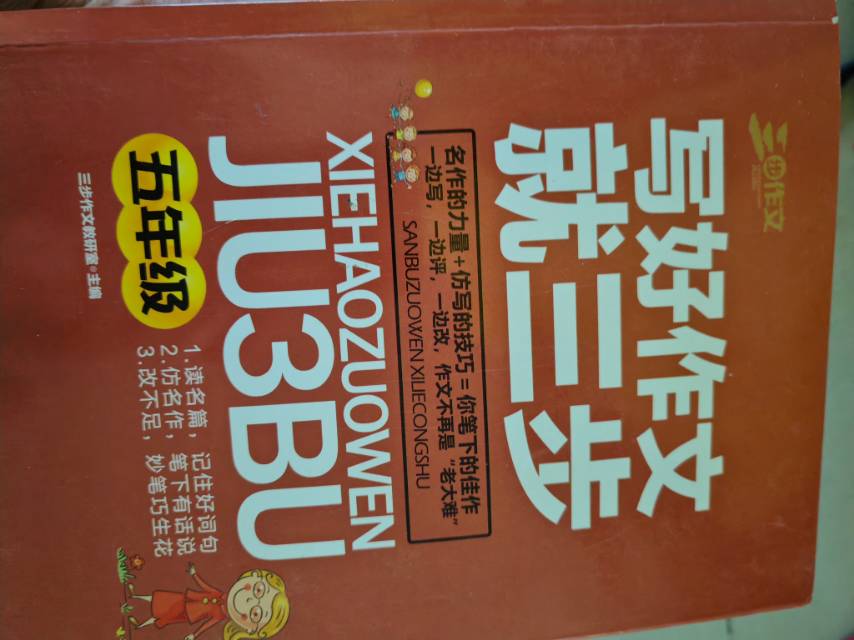 三步作文
写好作文
就三步
名作的力量+仿写的技巧=你笔下的佳作
一边写，一边评，一边改，作文不再是“老大难”
SANBUZUOWEN XILIECONGSHU
XIEHAOZUOWEN
JIU3BU
五年级
1.读名篇，记住好词句
2.仿名作，笔下有话说
3.改不足，妙笔巧生花
三步作文教研室·主编